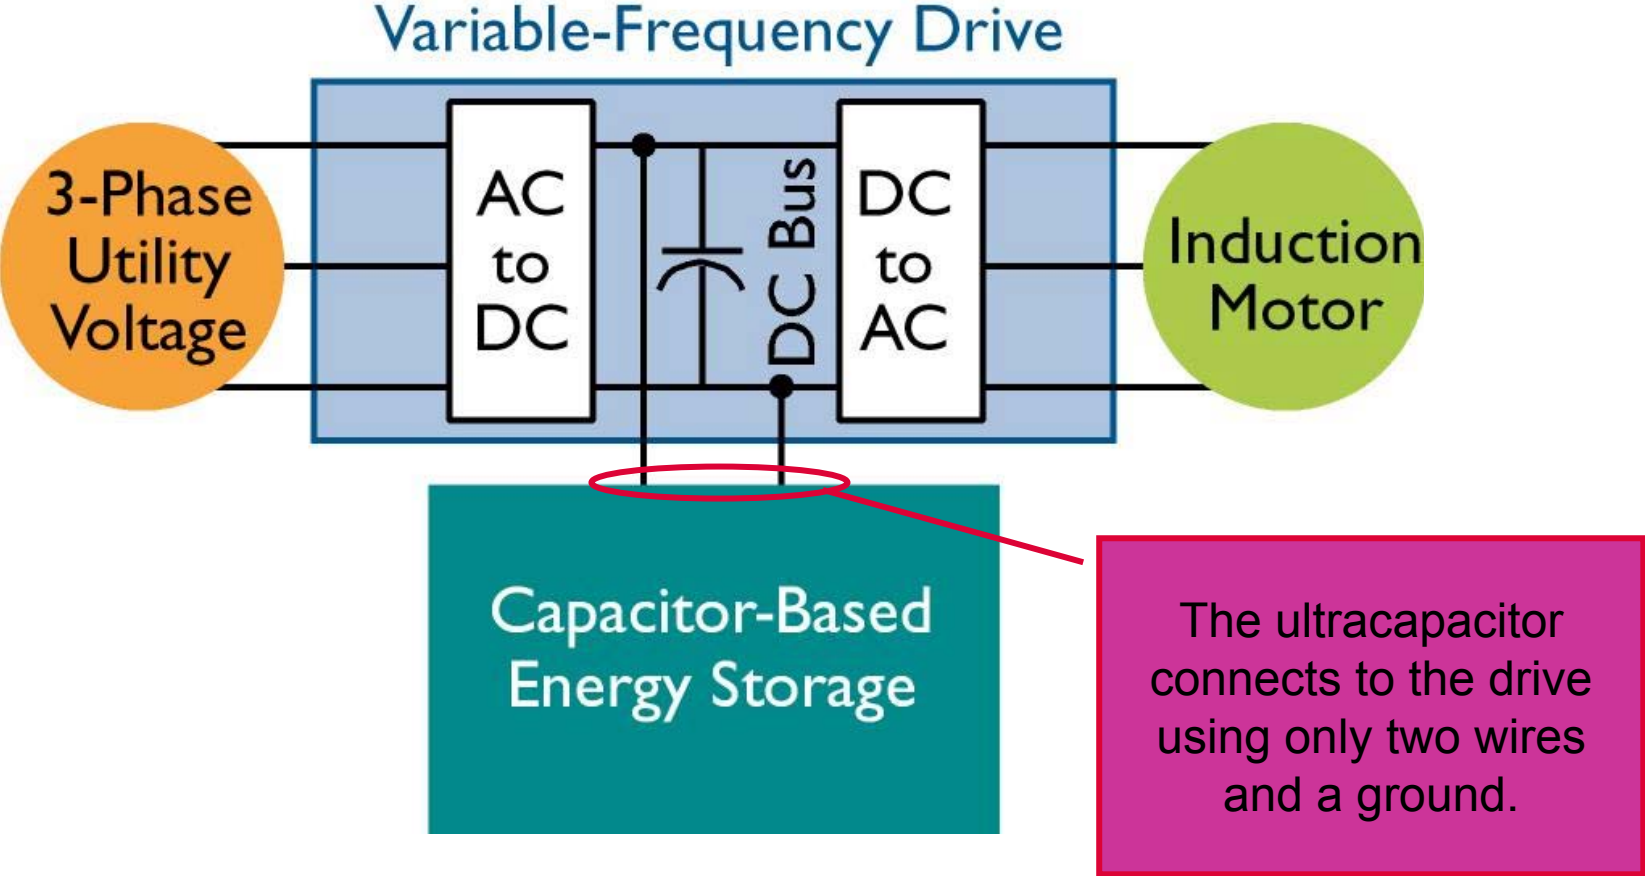 Variable-Frequency Drive
3-Phase
Utility
Voltage
AC
to
DC
DC Bus
DC
to
AC
Induction
Motor
Capacitor-Based
Energy Storage
The ultracapacitor
connects to the drive
using only two wires
and a ground.